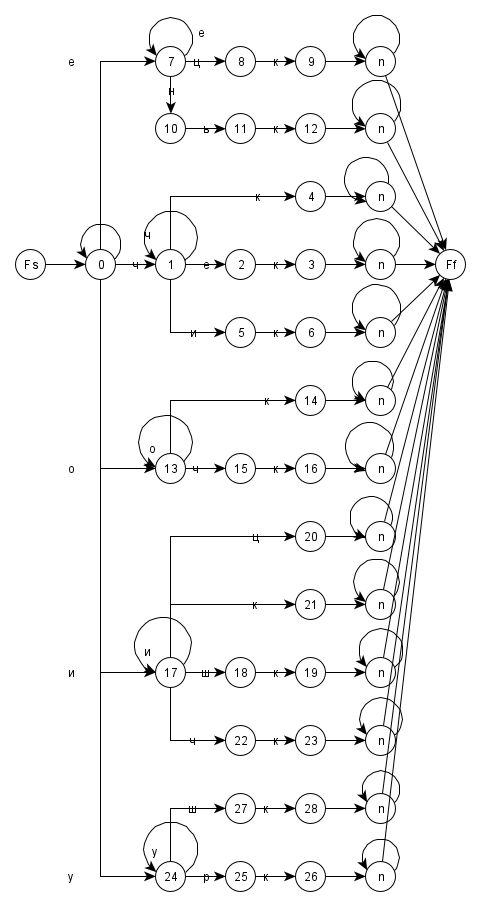 е
е 7 ц 8 к 9 n
н
10 ь 11 к 12 n
к 4 n
ч
Fs 0 ч 1 е 2 к 3 n Ff
и 5 к 6 n
к 14 n
о
о 13 ч 15 к 16 n
ц 20 n
к 21 n
и
и 17 ш 18 к 19 n
ч 22 к 23 n
ш 27 к 28 n
у
у 24 р 25 к 26 n